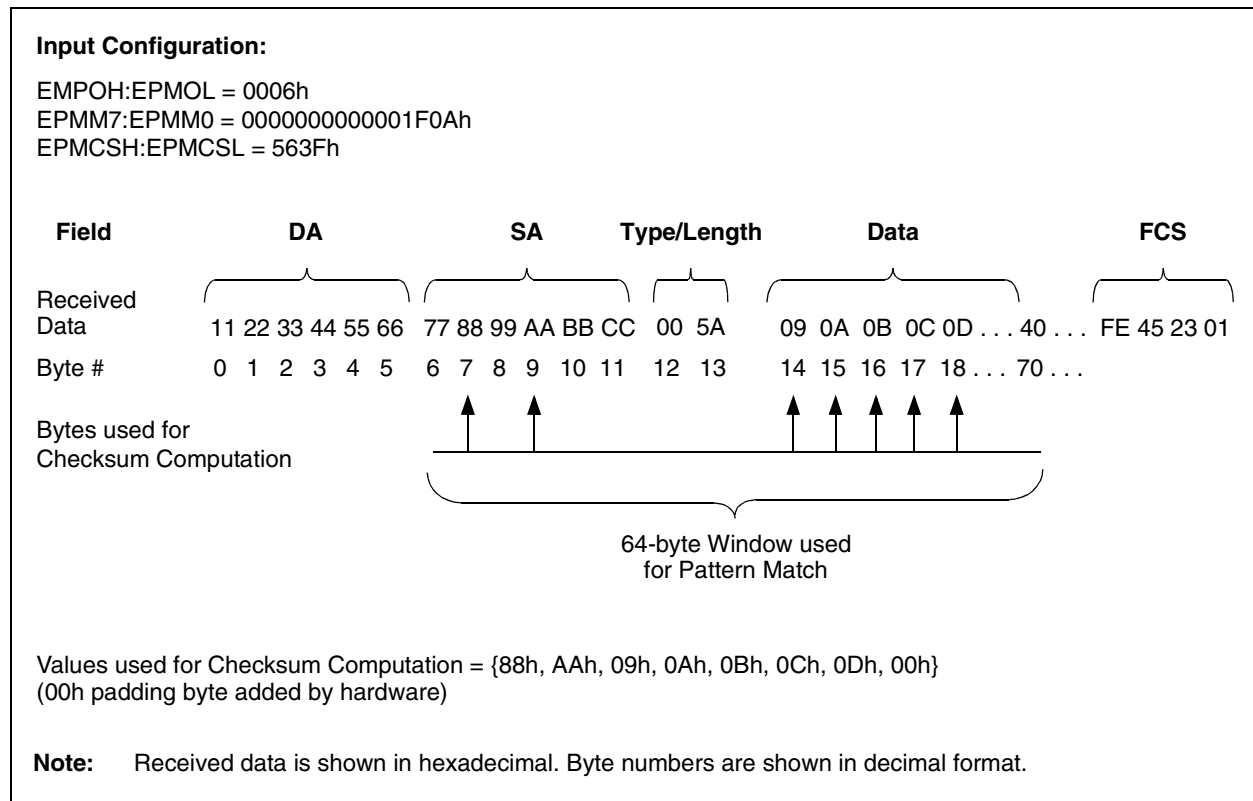 Input Configuration:
EMPOH:EPMOL = 0006h
EPMM7:EPMM0 = 0000000000001F0Ah
EPMCSH:EPMCSL = 563Fh
Field DA SA Type/Length Data FCS
Received
Data 11 22 33 44 55 66 77 88 99 AA BB CC 00 5A 09 0A 0B 0C 0D . . . 40 . . . FE 45 23 01
Byte # 0 1 2 3 4 5 6 7 8 9 10 11 12 13 14 15 16 17 18 . . . 70 . . .
Bytes used for
Checksum Computation
64-byte Window used
for Pattern Match
Values used for Checksum Computation = {88h, AAh, 09h, 0Ah, 0Bh, 0Ch, 0Dh, 00h}
(00h padding byte added by hardware)
Note: Received data is shown in hexadecimal. Byte numbers are shown in decimal format.